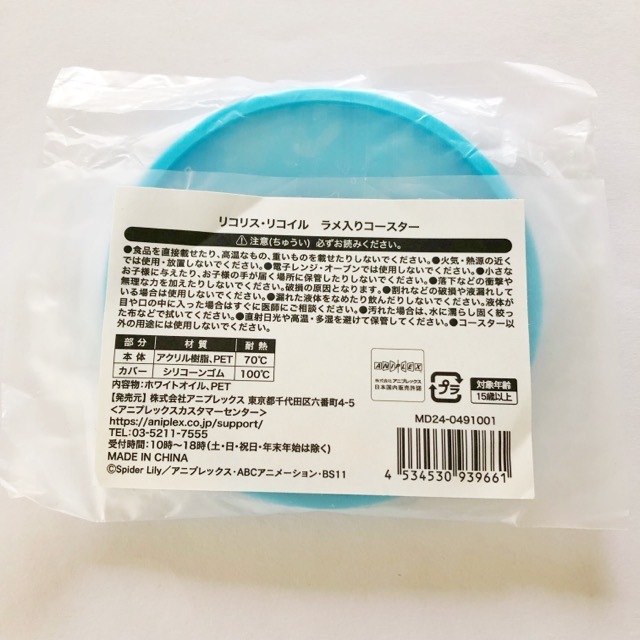 リコリス・リコイル ラメ入りコースター
注意(ちゅうい) 必ずお読みください。
●食品を直接載せたり、高温なもの、重いものを載せたりしないでください。●火気・熱源の近く
では使用・放置しないでください。●電子レンジ・オーブンでは使用しないでください。●小さな
お子様に与えたり、お子様の手が届く場所に保管したりしないでください。●落下などの衝撃や
無理な力を加えたりしないでください。破損の原因となります。●割れなどの破損や液漏れして
いる場合は使用しないでください。●漏れた液体をなめたり飲んだりしないでください。液体が
目や口の中に入った場合はすぐに医師にご相談ください。●汚れた場合は、水に濡らし固く絞っ
た布などで拭いてください。●直射日光や高温・多湿を避けて保管してください。●コースター以
外の用途には使用しないでください。
部分 材質 耐熱
本体 アクリル樹脂、PET 70℃
カバー シリコーンゴム 100℃
内容物:ホワイトオイル、PET
【発売元】株式会社アニプレックス 東京都千代田区六番町4-5
<アニプレックスカスタマーセンター>
https://aniplex.co.jp/support/
TEL:03-5211-7555
受付時間:10時~18時(土・日・祝日・年末年始は除く)
MADE IN CHINA
©Spider Lily/アニプレックス・ABCアニメーション・BS11
ANIPLEX
株式会社アニプレックス
日本国内販売許諾
プラ
対象年齢
15歳以上
MD24-0491001
4 534530 939661